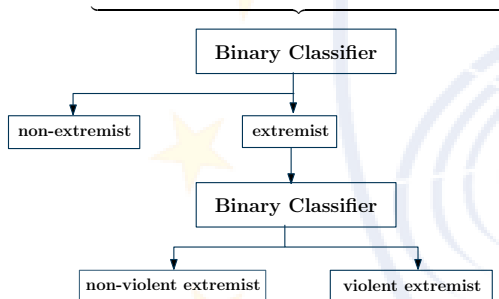 Binary Classifier
non-extremist
extremist
Binary Classifier
non-violent extremist
violent extremist